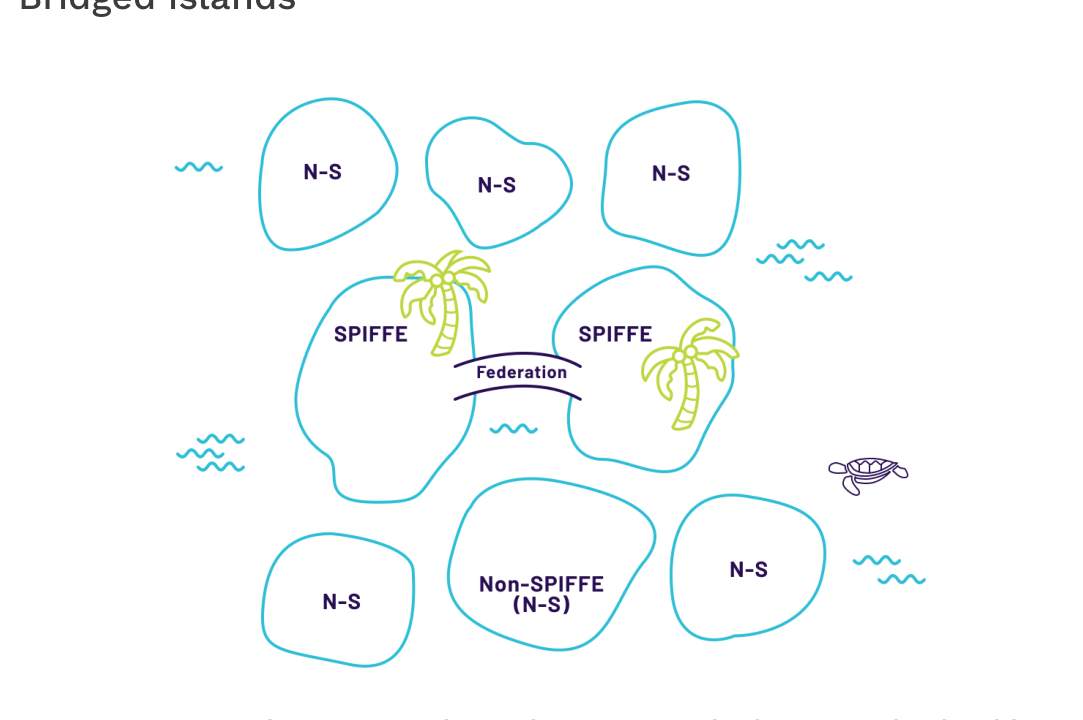 Bridged Islands
N-S
N-S
N-S
SPIFFE
SPIFFE
Federation
Non-SPIFFE
(N-S)
N-S
N-S